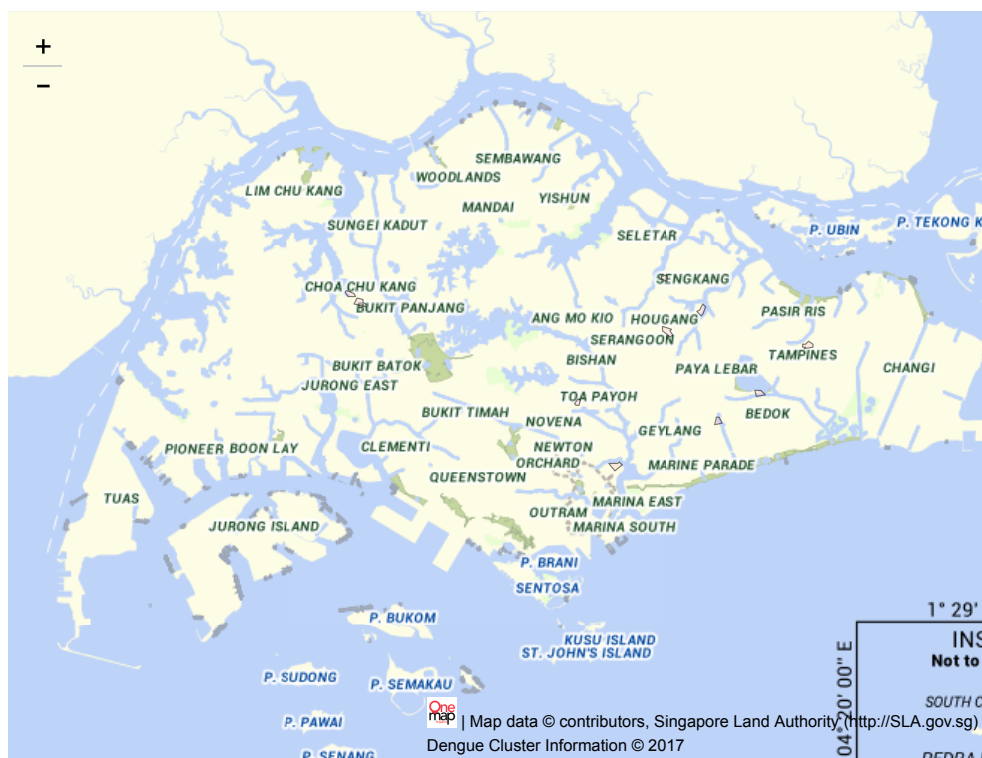 +
−
SEMBAWANG
WOODLANDS
LIM CHU KANG
MANDAI
YISHUN
SUNGEI KADUT
SELETAR
P. UBIN
P. TEKONG K
CHOA CHU KANG
SENGKANG
BUKIT PANJANG
PASIR RIS
ANG MO KIO
HOUGANG
SERANGOON
BISHAN
TAMPINES
BUKIT BATOK
PAYA LEBAR
CHANGI
JURONG EAST
TOA PAYOH
BUKIT TIMAH
BEDOK
NOVENA
GEYLANG
PIONEER
BOON LAY
CLEMENTI
NEWTON
ORCHARD
MARINE PARADE
QUEENSTOWN
TUAS
MARINA EAST
OUTRAM
JURONG ISLAND
MARINA SOUTH
P. BRANI
SENTOSA
P. BUKOM
KUSU ISLAND
ST. JOHN'S ISLAND
P. SUDONG
P. SEMAKAU
P. PAWAI
P. SENANG
1° 29'
INS
Not to
SOUTH C
04°20' 00" E
One
map
| Map data © contributors, Singapore Land Authority (http://SLA.gov.sg)
Dengue Cluster Information © 2017